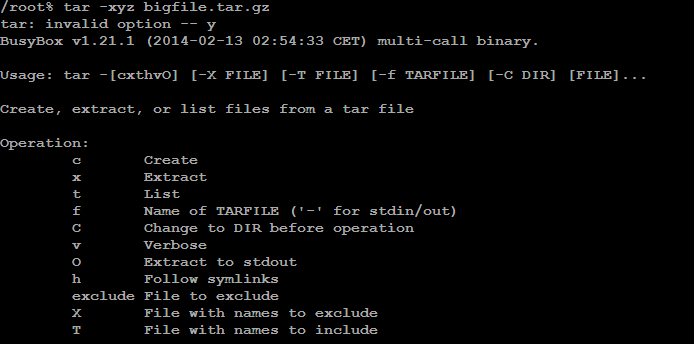 /root% tar -xyz bigfile.tar.gz
tar: invalid option -- y
BusyBox v1.21.1 (2014-02-13 02:54:33 CET) multi-call binary.
Usage: tar -[cxthvO] [-X FILE] [-T FILE] [-f TARFILE] [-C DIR] [FILE]...
Create, extract, or list files from a tar file
Operation:
c Create
x Extract
t List
f Name of TARFILE ('-' for stdin/out)
C Change to DIR before operation
v Verbose
O Extract to stdout
h Follow symlinks
exclude File to exclude
X File with names to exclude
T File with names to include